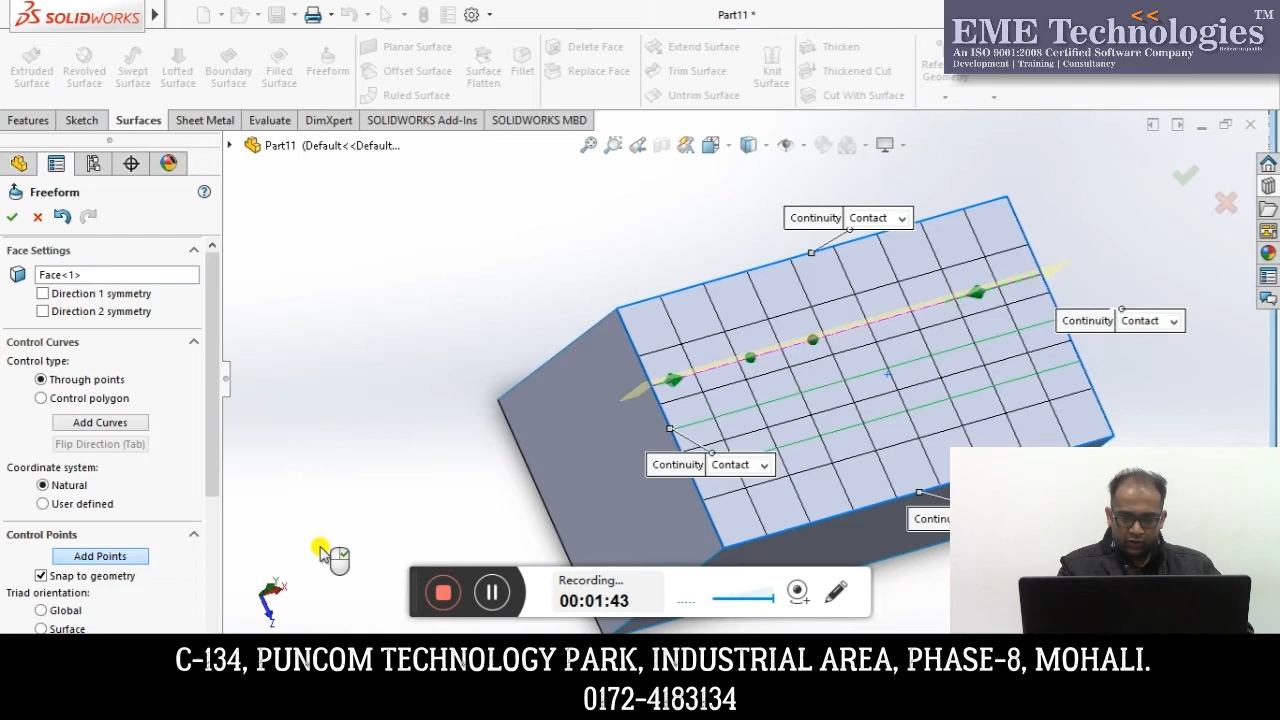 SOLIDWORKS
Part11 *
EME Technologies™
An ISO 9001:2008 Certified Software Company
Development | Training | Consultancy
Extruded Surface
Revolved Surface
Swept Surface
Lofted Surface
Boundary Surface
Filled Surface
Freeform
Planar Surface
Offset Surface
Ruled Surface
Surface Flatten
Fillet
Delete Face
Replace Face
Extend Surface
Trim Surface
Untrim Surface
Knit Surface
Thicken
Thickened Cut
Cut With Surface
Features
Sketch
Surfaces
Sheet Metal
Evaluate
DimXpert
SOLIDWORKS Add-Ins
SOLIDWORKS MBD
Part11 (Default<<Default...
Freeform
Face Settings
Face<1>
Direction 1 symmetry
Direction 2 symmetry
Control Curves
Control type:
Through points
Control polygon
Add Curves
Flip Direction (Tab)
Coordinate system:
Natural
User defined
Control Points
Add Points
Snap to geometry
Triad orientation:
Global
Surface
Continuity Contact
Continuity Contact
Continuity Contact
Y
X
Z
Recording...
00:01:43
C-134, PUNCOM TECHNOLOGY PARK, INDUSTRIAL AREA, PHASE-8, MOHALI.
0172-4183134